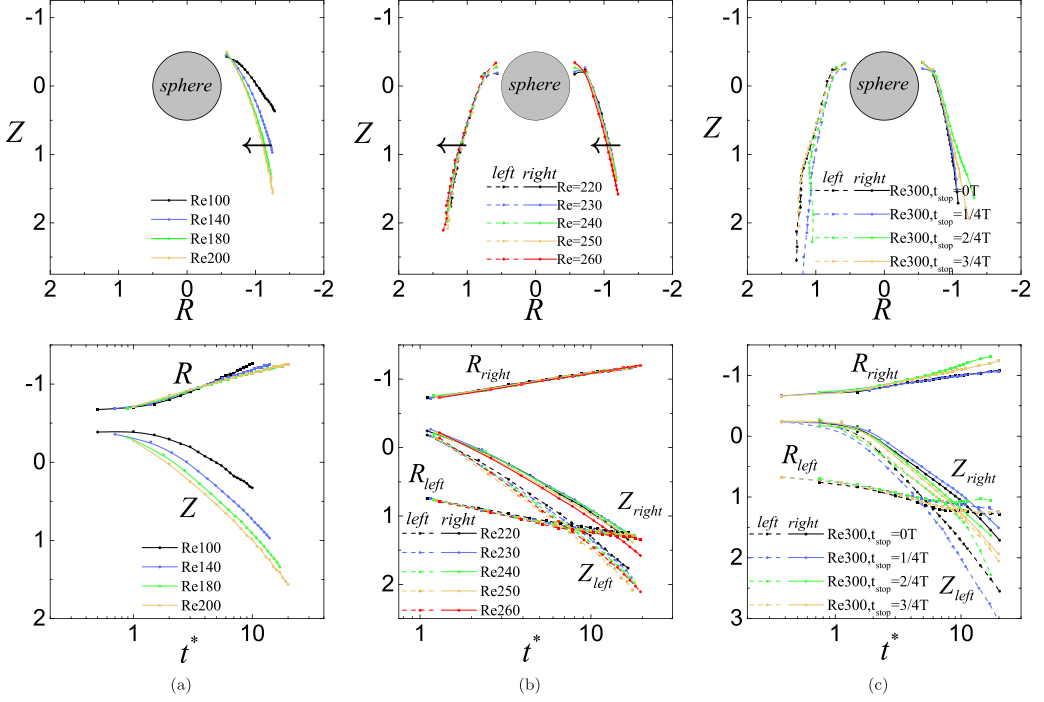 -1
0
1
2
Z
sphere
Re100
Re140
Re180
Re200
2
1
0
-1
-2
R
-1
0
1
2
Z
sphere
left right
Re=220
Re=230
Re=240
Re=250
Re=260
2
1
0
-1
-2
R
-1
0
1
2
Z
sphere
left right
Re300,t_stop=0T
Re300,t_stop=1/4T
Re300,t_stop=2/4T
Re300,t_stop=3/4T
2
1
0
-1
-2
R
-1
0
1
2
R
Z
Re100
Re140
Re180
Re200
1
10
t*
(a)
-1
0
1
2
R_right
R_left
Z_right
Z_left
left right
Re220
Re230
Re240
Re250
Re260
1
10
t*
(b)
-1
0
1
2
3
R_right
R_left
Z_right
Z_left
left right
Re300,t_stop=0T
Re300,t_stop=1/4T
Re300,t_stop=2/4T
Re300,t_stop=3/4T
1
10
t*
(c)